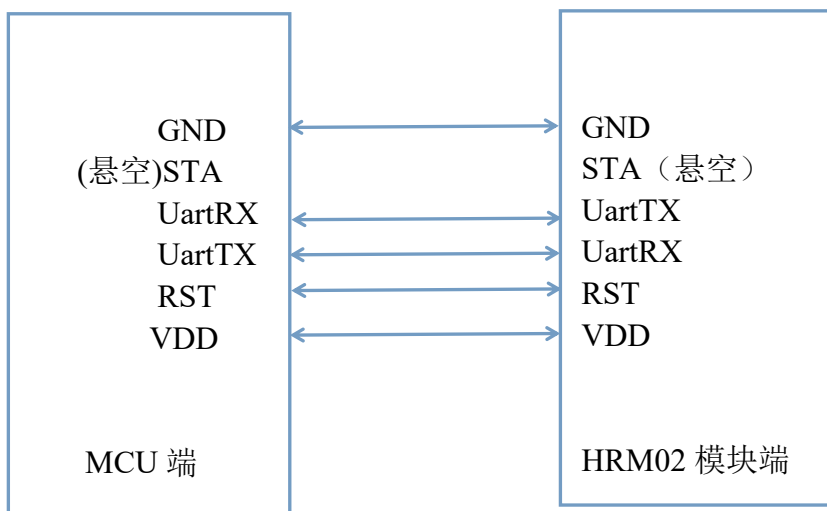 GND
(悬空)STA
UartRX
UartTX
RST
VDD
MCU 端
GND
STA（悬空）
UartTX
UartRX
RST
VDD
HRM02 模块端